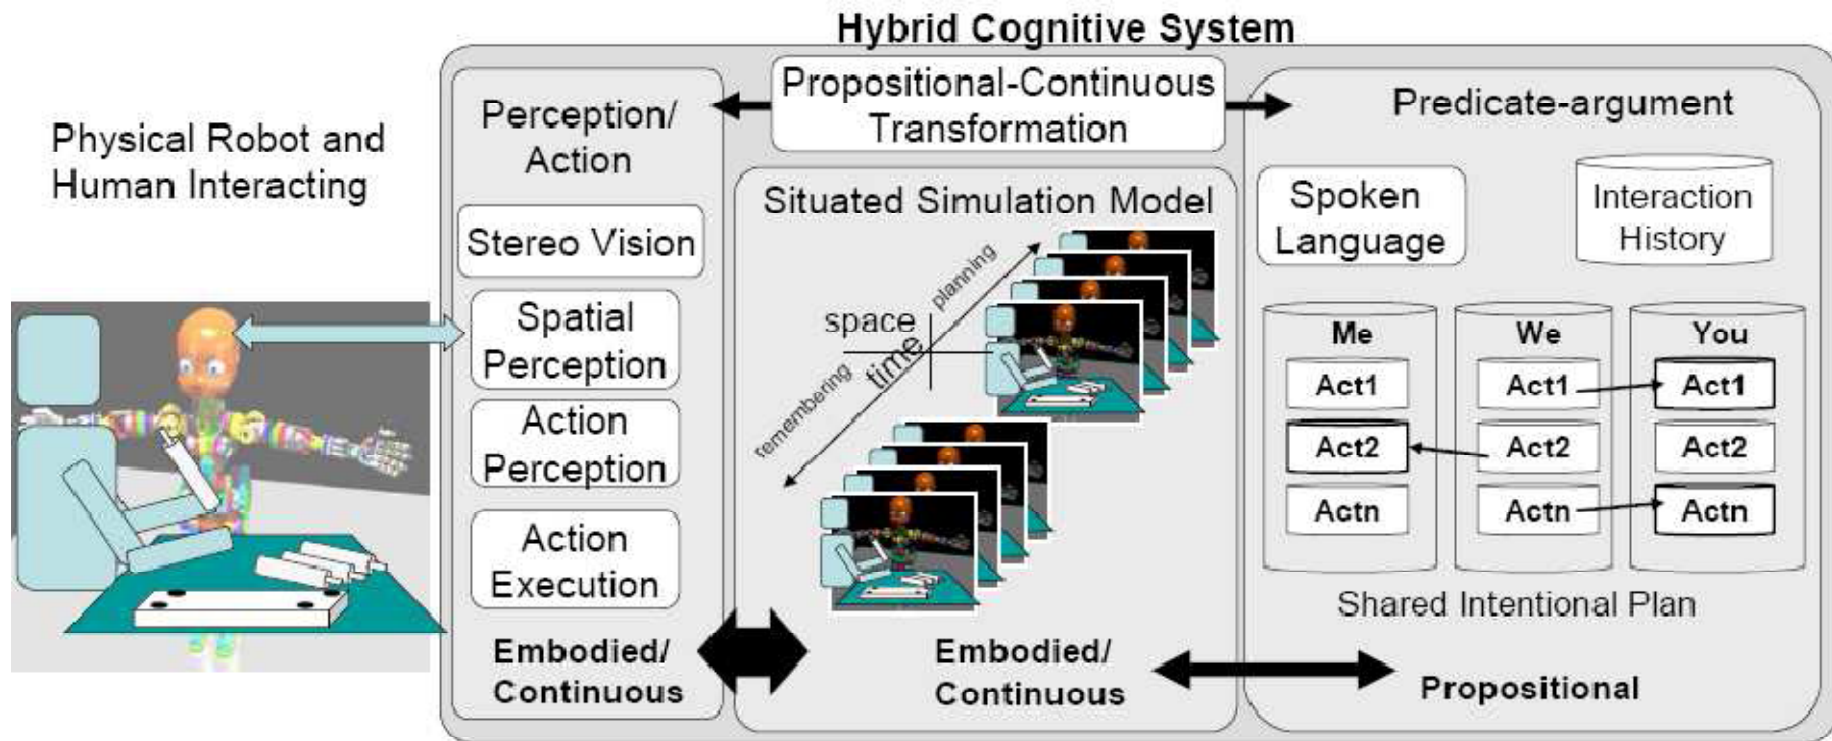 Hybrid Cognitive System
Physical Robot and
Human Interacting
Perception/
Action
Stereo Vision
Spatial
Perception
Action
Perception
Action
Execution
Embodied/
Continuous
Propositional-Continuous
Transformation
Situated Simulation Model
space
time
planning
remembering
Embodied/
Continuous
Predicate-argument
Spoken
Language
Interaction
History
Me
Act1
Act2
Actn
We
Act1
Act2
Actn
You
Act1
Act2
Actn
Shared Intentional Plan
Propositional